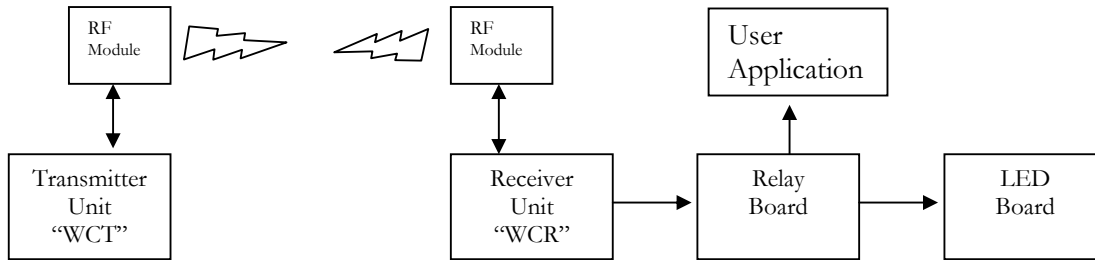 RF
Module
RF
Module
User
Application
Transmitter
Unit
“WCT”
Receiver
Unit
“WCR”
Relay
Board
LED
Board